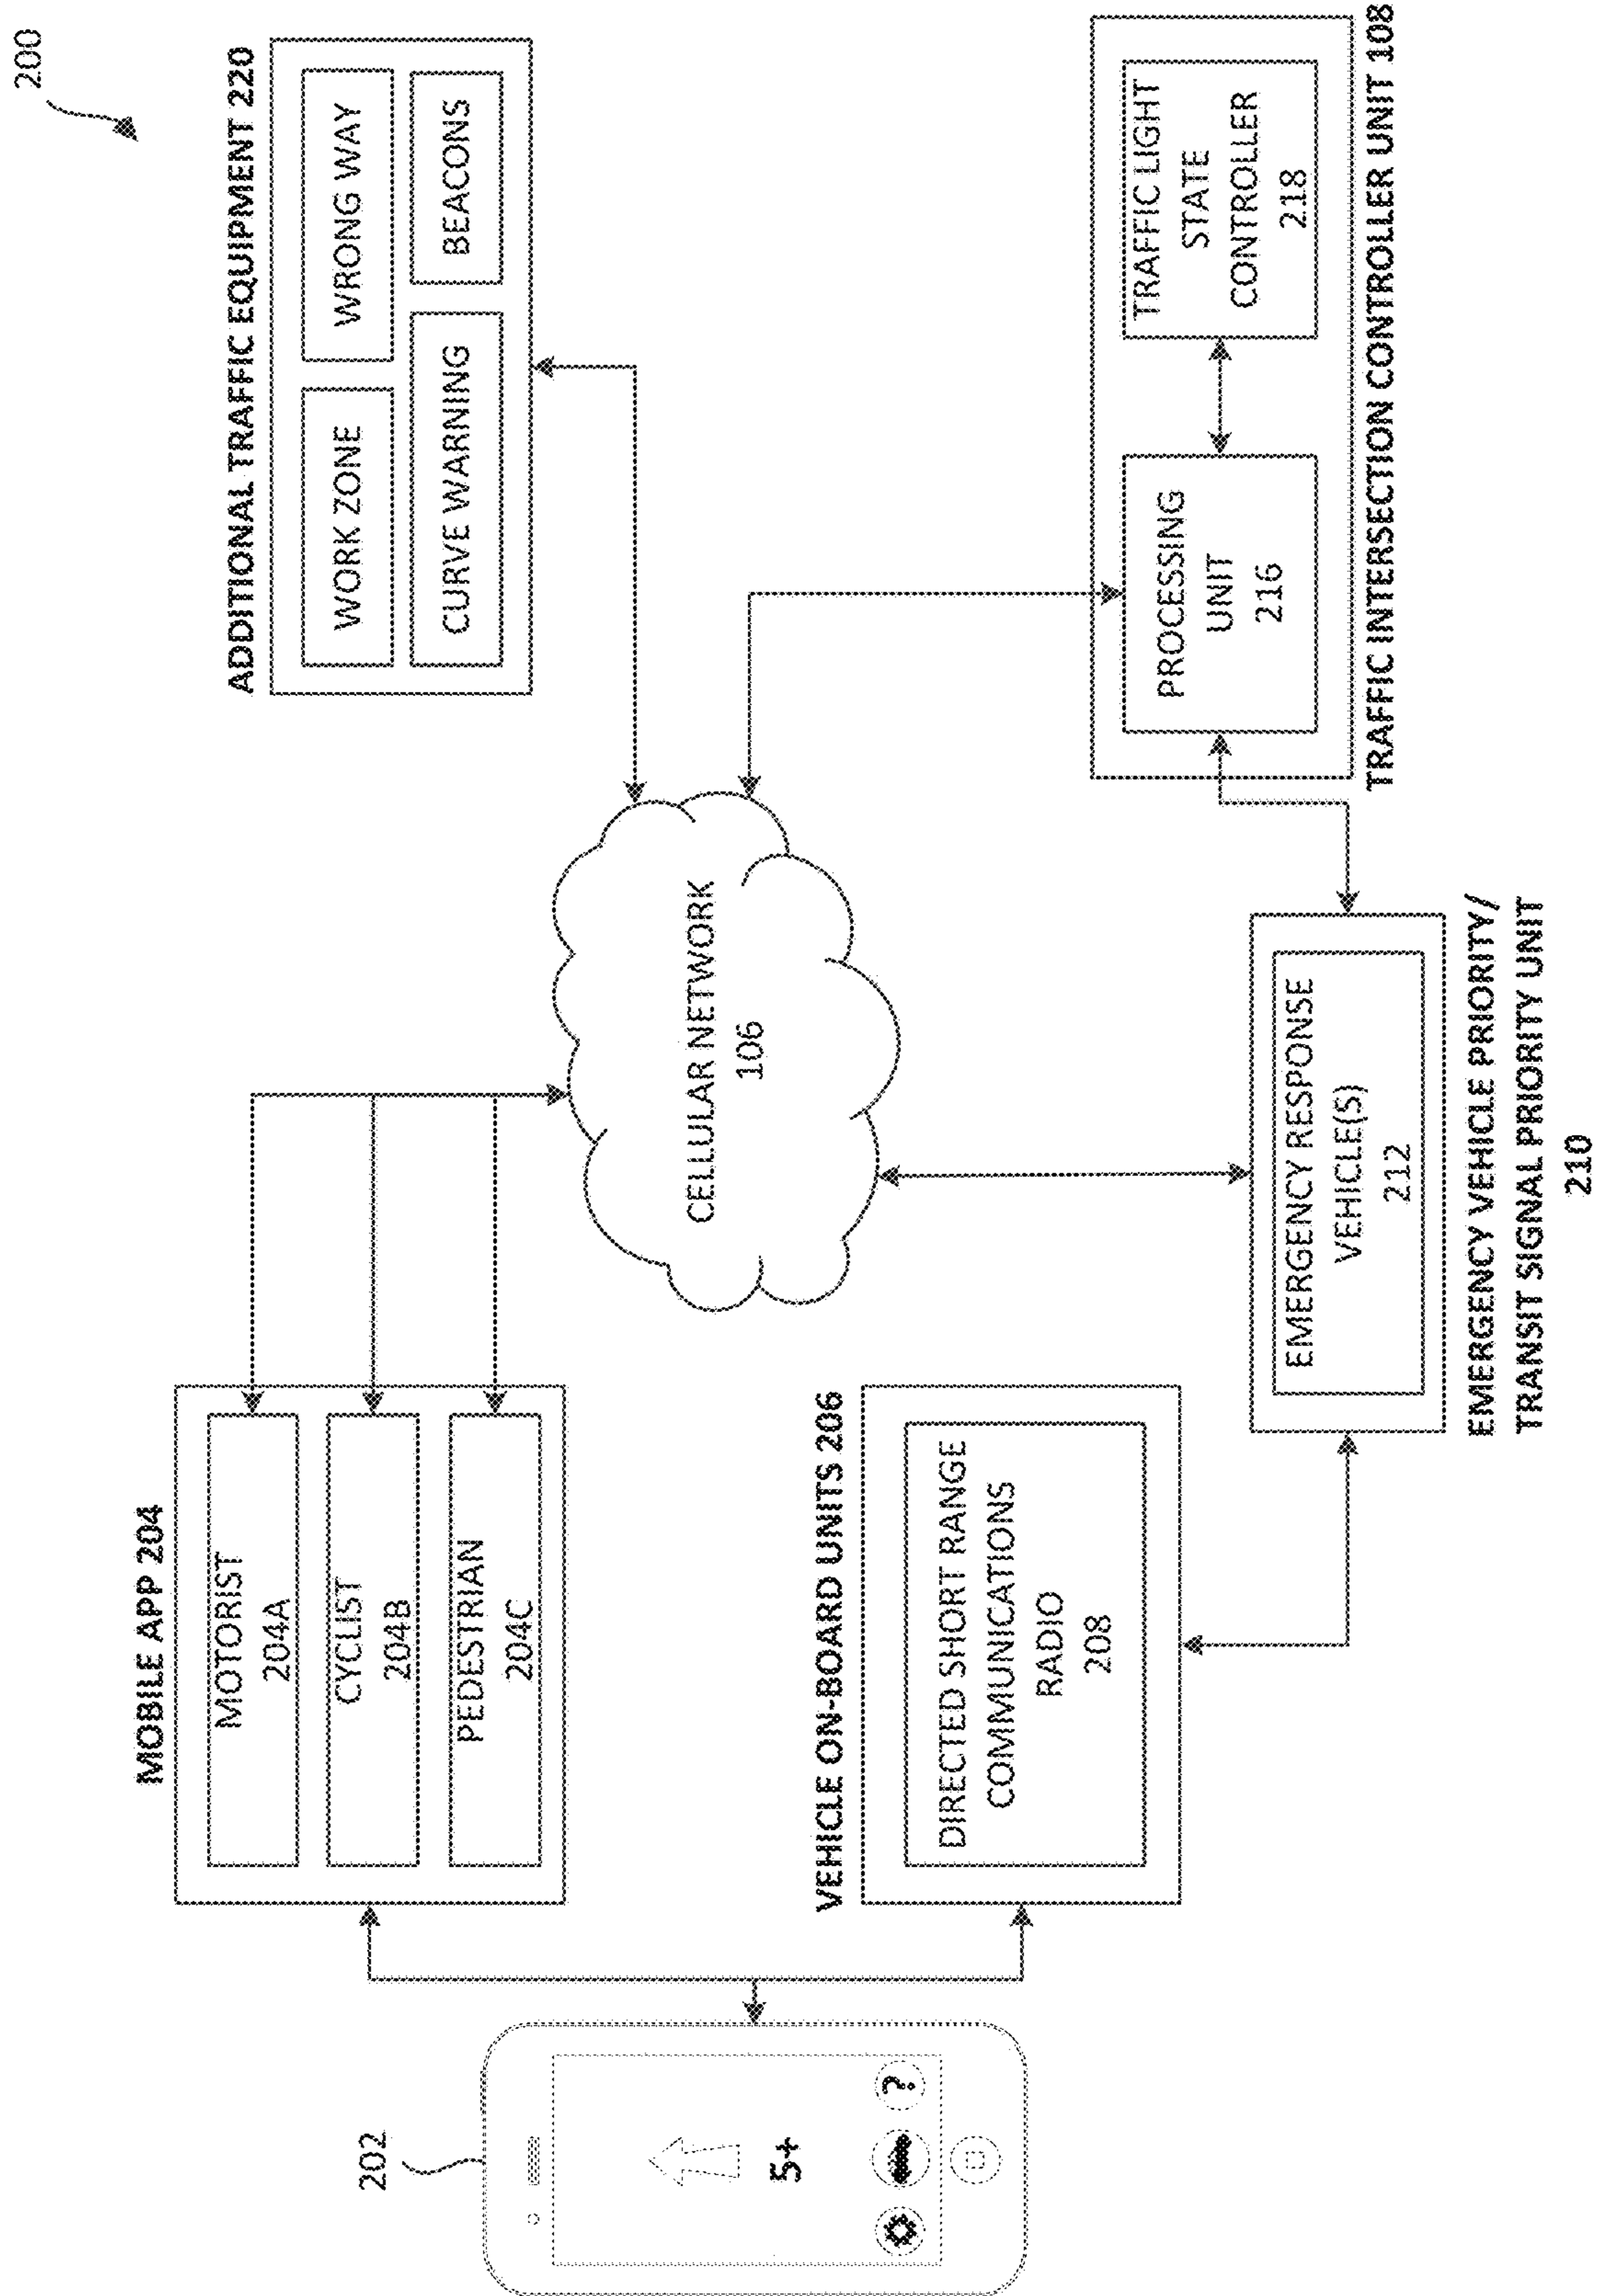 200
MOBILE APP 204
MOTORIST
204A
CYCLIST
204B
PEDESTRIAN
204C
ADDITIONAL TRAFFIC EQUIPMENT 220
WORK ZONE
WRONG WAY
CURVE WARNING
BEACONS
202
5+
?
CELLULAR NETWORK
106
VEHICLE ON-BOARD UNITS 206
DIRECTED SHORT RANGE
COMMUNICATIONS
RADIO
208
EMERGENCY RESPONSE
VEHICLE(S)
212
EMERGENCY VEHICLE PRIORITY/
TRANSIT SIGNAL PRIORITY UNIT
210
PROCESSING
UNIT
216
TRAFFIC LIGHT
STATE
CONTROLLER
218
TRAFFIC INTERSECTION CONTROLLER UNIT 108